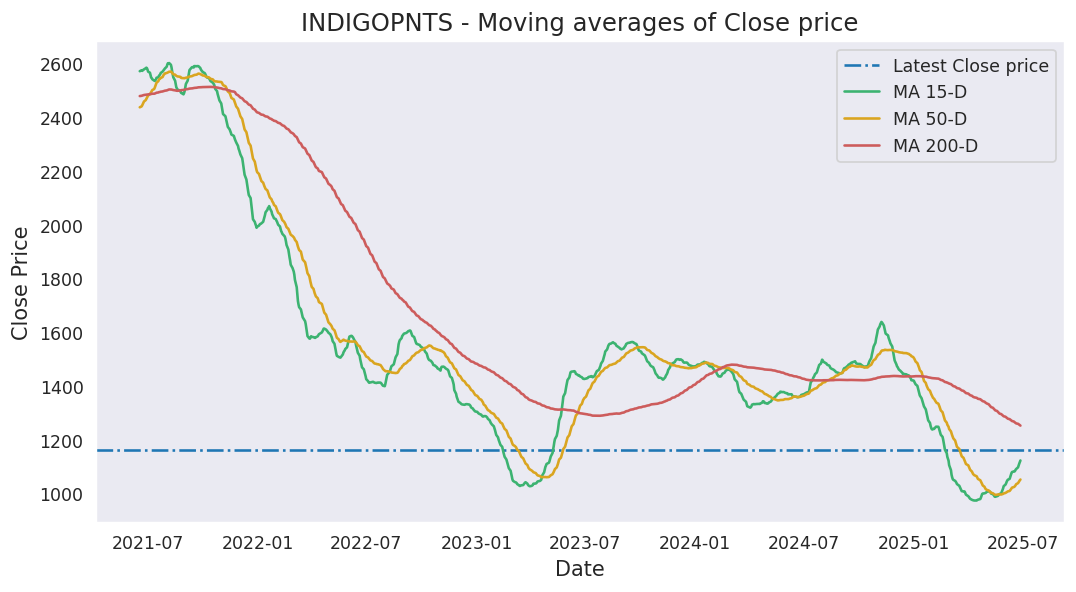 INDIGOPNTS - Moving averages of Close price
Latest Close price
MA 15-D
MA 50-D
MA 200-D
Close Price
2600
2400
2200
2000
1800
1600
1400
1200
1000
2021-07 2022-01 2022-07 2023-01 2023-07 2024-01 2024-07 2025-01 2025-07
Date